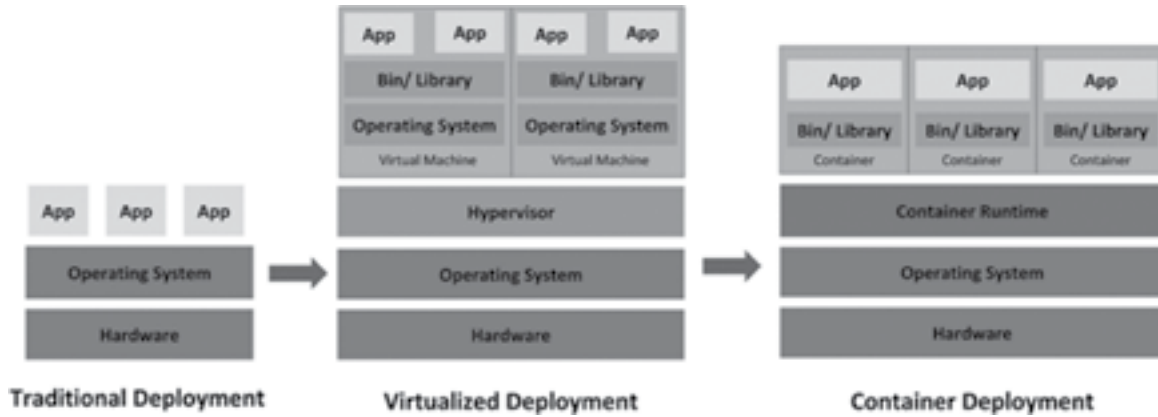 App App App
Operating System
Hardware
Traditional Deployment
App App App App
Bin/ Library Bin/ Library
Operating System Operating System
Virtual Machine Virtual Machine
Hypervisor
Operating System
Hardware
Virtualized Deployment
App App App
Bin/ Library Bin/ Library Bin/ Library
Container Container Container
Container Runtime
Operating System
Hardware
Container Deployment